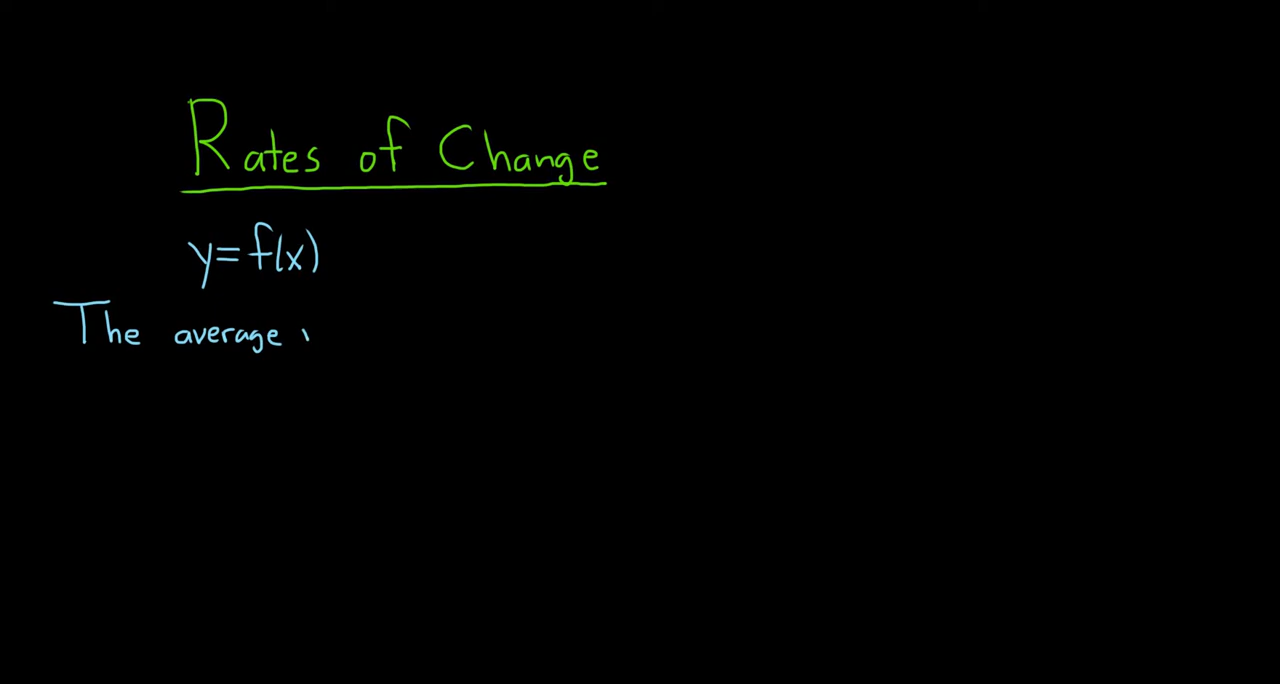 Rates of Change
y=f(x)
The average